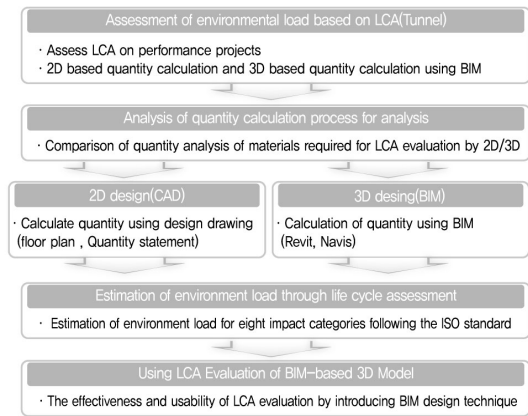 Assessment of environmental load based on LCA(Tunnel)
· Assess LCA on performance projects
· 2D based quantity calculation and 3D based quantity calculation using BIM
Analysis of quantity calculation process for analysis
· Comparison of quantity analysis of materials required for LCA evaluation by 2D/3D
2D design(CAD)
· Calculate quantity using design drawing
(floor plan , Quantity statement)
3D desing(BIM)
· Calculation of quantity using BIM
(Revit, Navis)
Estimation of environment load through life cycle assessment
· Estimation of environment load for eight impact categories following the ISO standard
Using LCA Evaluation of BIM-based 3D Model
· The effectiveness and usability of LCA evaluation by introducing BIM design technique